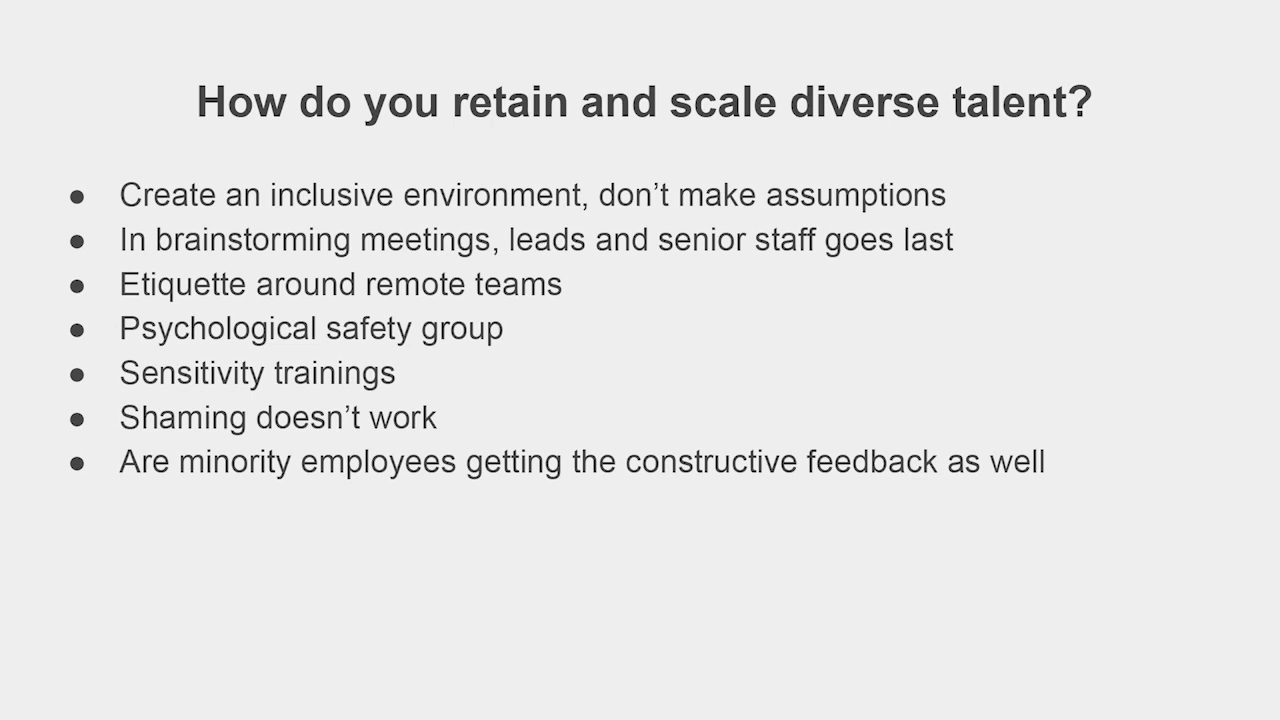 How do you retain and scale diverse talent?
● Create an inclusive environment, don’t make assumptions
● In brainstorming meetings, leads and senior staff goes last
● Etiquette around remote teams
● Psychological safety group
● Sensitivity trainings
● Shaming doesn’t work
● Are minority employees getting the constructive feedback as well